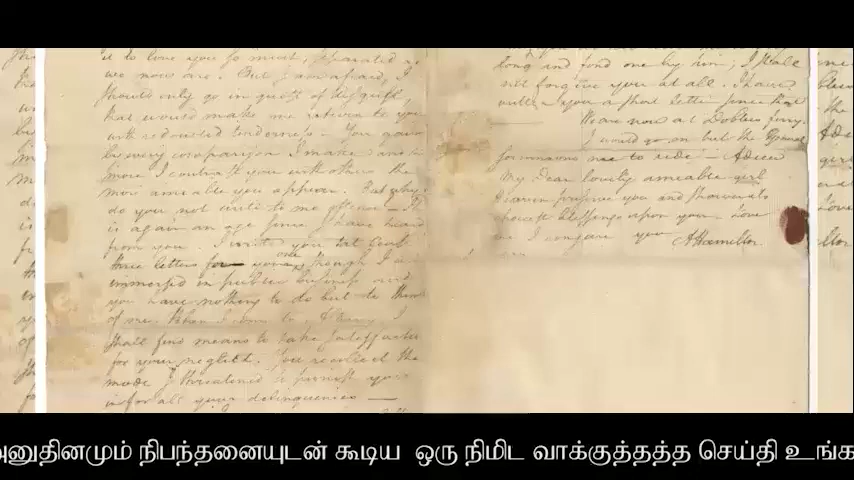 it to love you so much, separated as
we now are. But I am afraid, I
should only go in quest of disquiet,
that would make me return to you
with redoubled tenderness. You gain
by every comparison I make and the
more I contrast you with others the
more amiable you appear. But why
do you not write to me oftener – It
is again an age since I have heard
from you. I write you at least
three letters for your one, though I am
immersed in public business and
you have nothing to do but to think
of me. When I come to Albany, I
shall find means to take satisfaction
for your neglect. You recollect the
mode I threatened to punish you
in for all your delinquencies —
long and fond one by him; I shall
not forgive you at all. I have
written you a short letter since that
We are now at Dobbes ferry.
I would go on but the General
summons me to ride – Adieu
My Dear lovely amiable girl
Heaven preserve you and shower its
choicest blessings upon you. Love
me I conjure you
A Hamilton
அனுதினமும் நிபந்தனையுடன் கூடிய ஒரு நிமிட வாக்குத்தத்த செய்தி உங்க